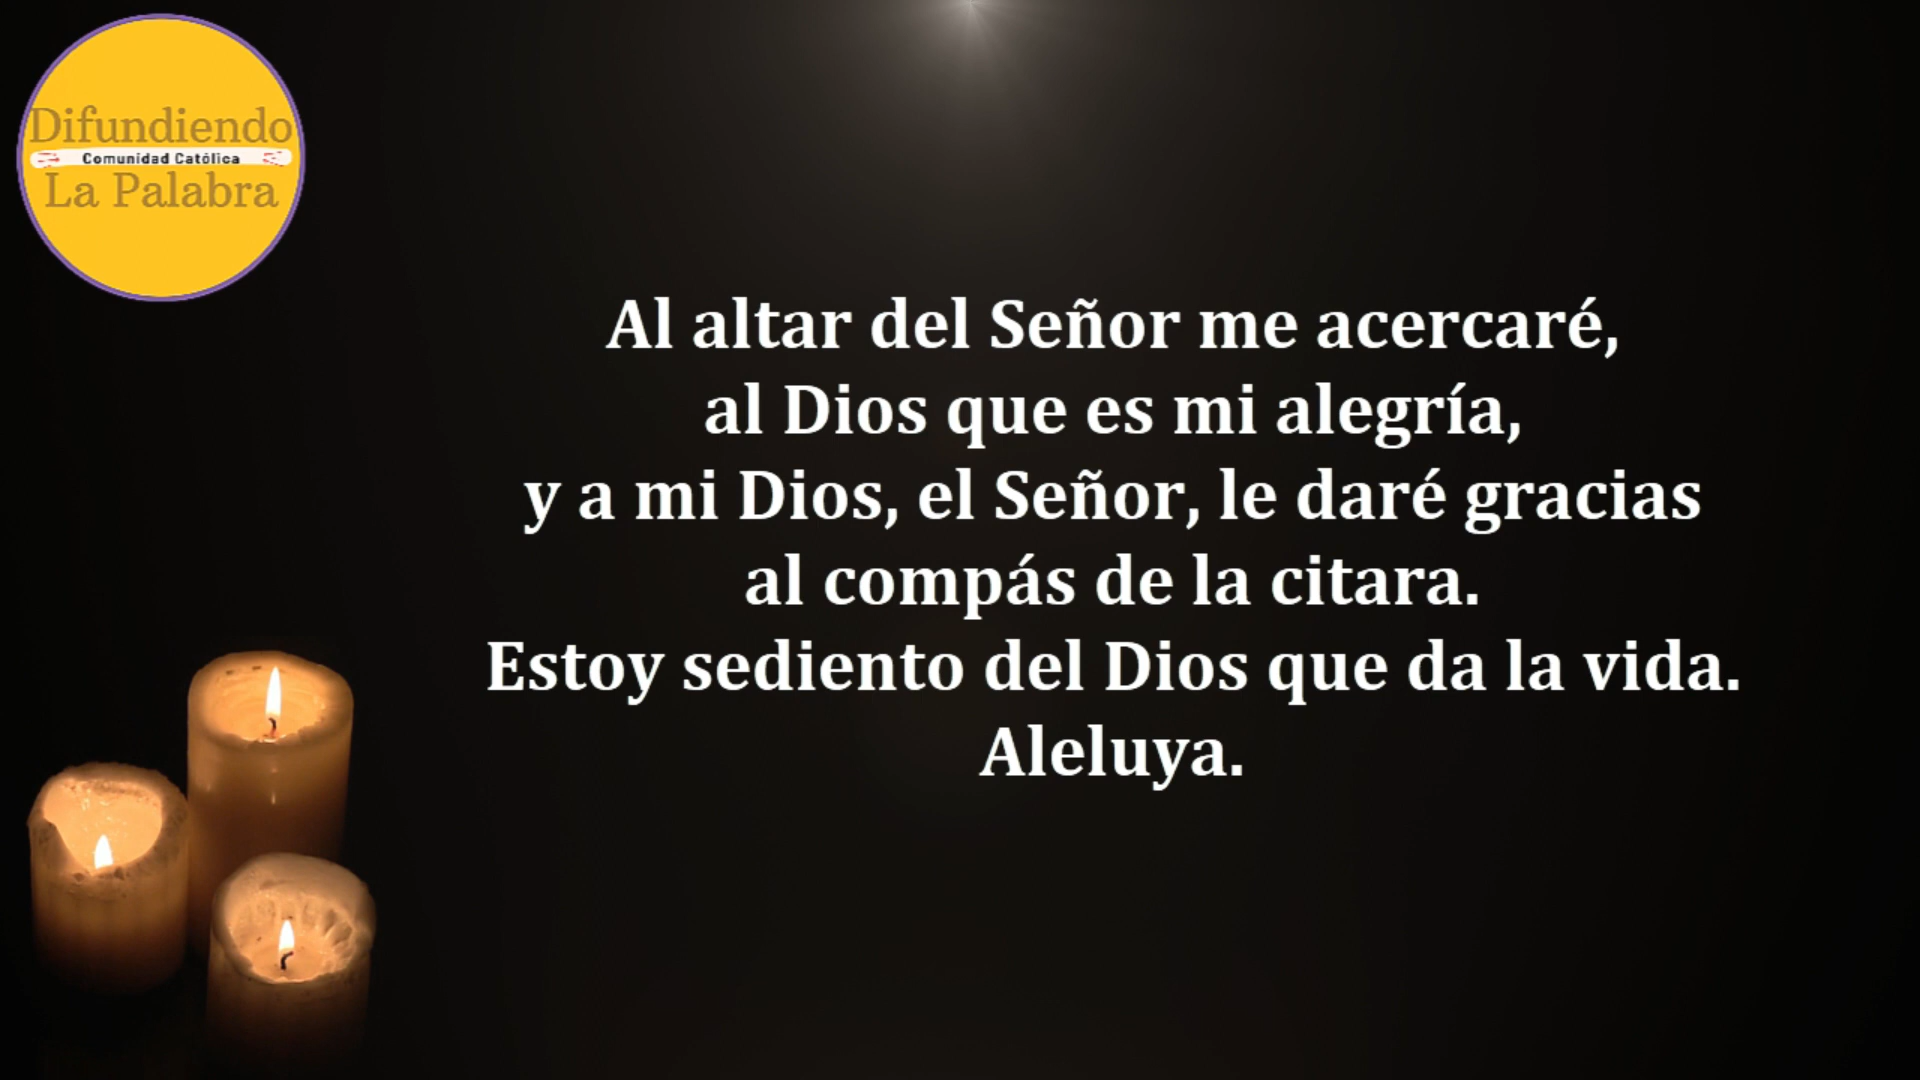 Difundiendo
Comunidad Católica
La Palabra
Al altar del Señor me acercaré,
al Dios que es mi alegría,
y a mi Dios, el Señor, le daré gracias
al compás de la citara.
Estoy sediento del Dios que da la vida.
Aleluya.